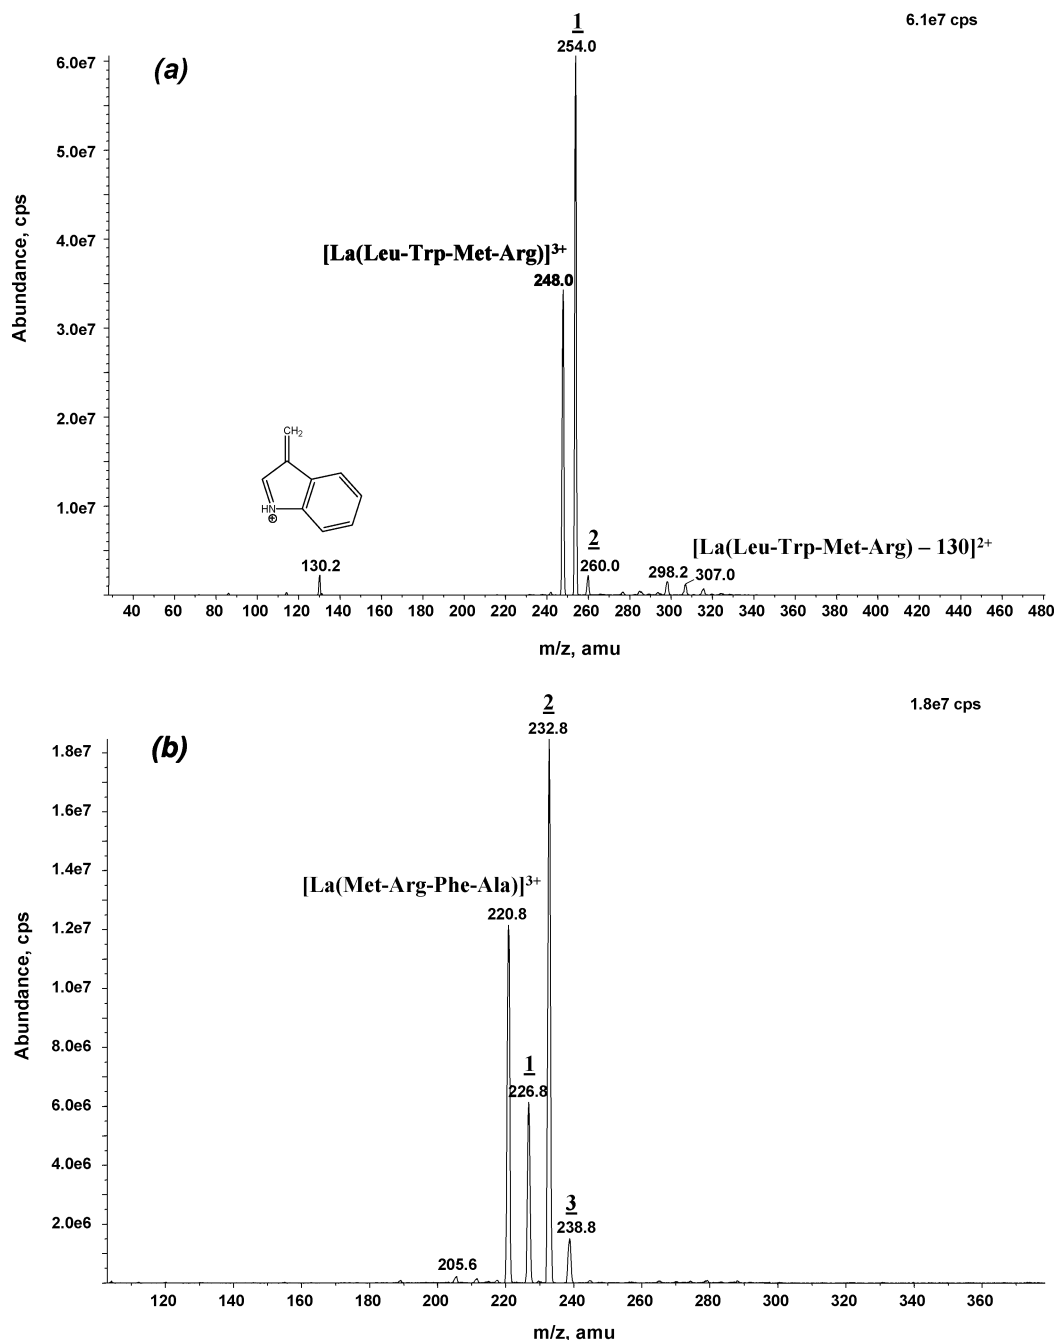 6.1e7 cps
(a)
1
254.0
6.0e7
5.0e7
4.0e7
3.0e7
2.0e7
1.0e7
Abundance, cps
[La(Leu-Trp-Met-Arg)]3+
248.0
CH2
HN
⊕
130.2
2
260.0
298.2
307.0
[La(Leu-Trp-Met-Arg) – 130]2+
40 60 80 100 120 140 160 180 200 220 240 260 280 300 320 340 360 380 400 420 440 460 480
m/z, amu
1.8e7 cps
(b)
2
232.8
1.8e7
1.6e7
1.4e7
1.2e7
1.0e7
8.0e6
6.0e6
4.0e6
2.0e6
Abundance, cps
[La(Met-Arg-Phe-Ala)]3+
220.8
1
226.8
3
238.8
205.6
120 140 160 180 200 220 240 260 280 300 320 340 360
m/z, amu